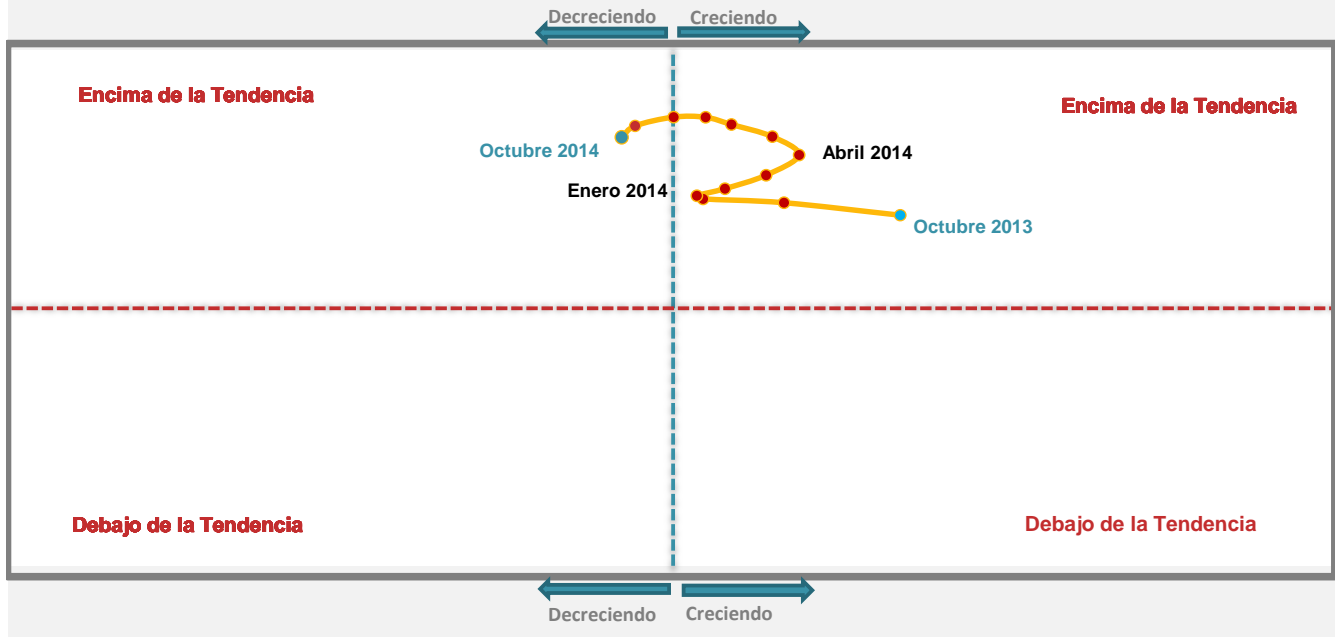 Decreciendo
Creciendo
Encima de la Tendencia
Encima de la Tendencia
Octubre 2014
Abril 2014
Enero 2014
Octubre 2013
Debajo de la Tendencia
Debajo de la Tendencia
Decreciendo
Creciendo